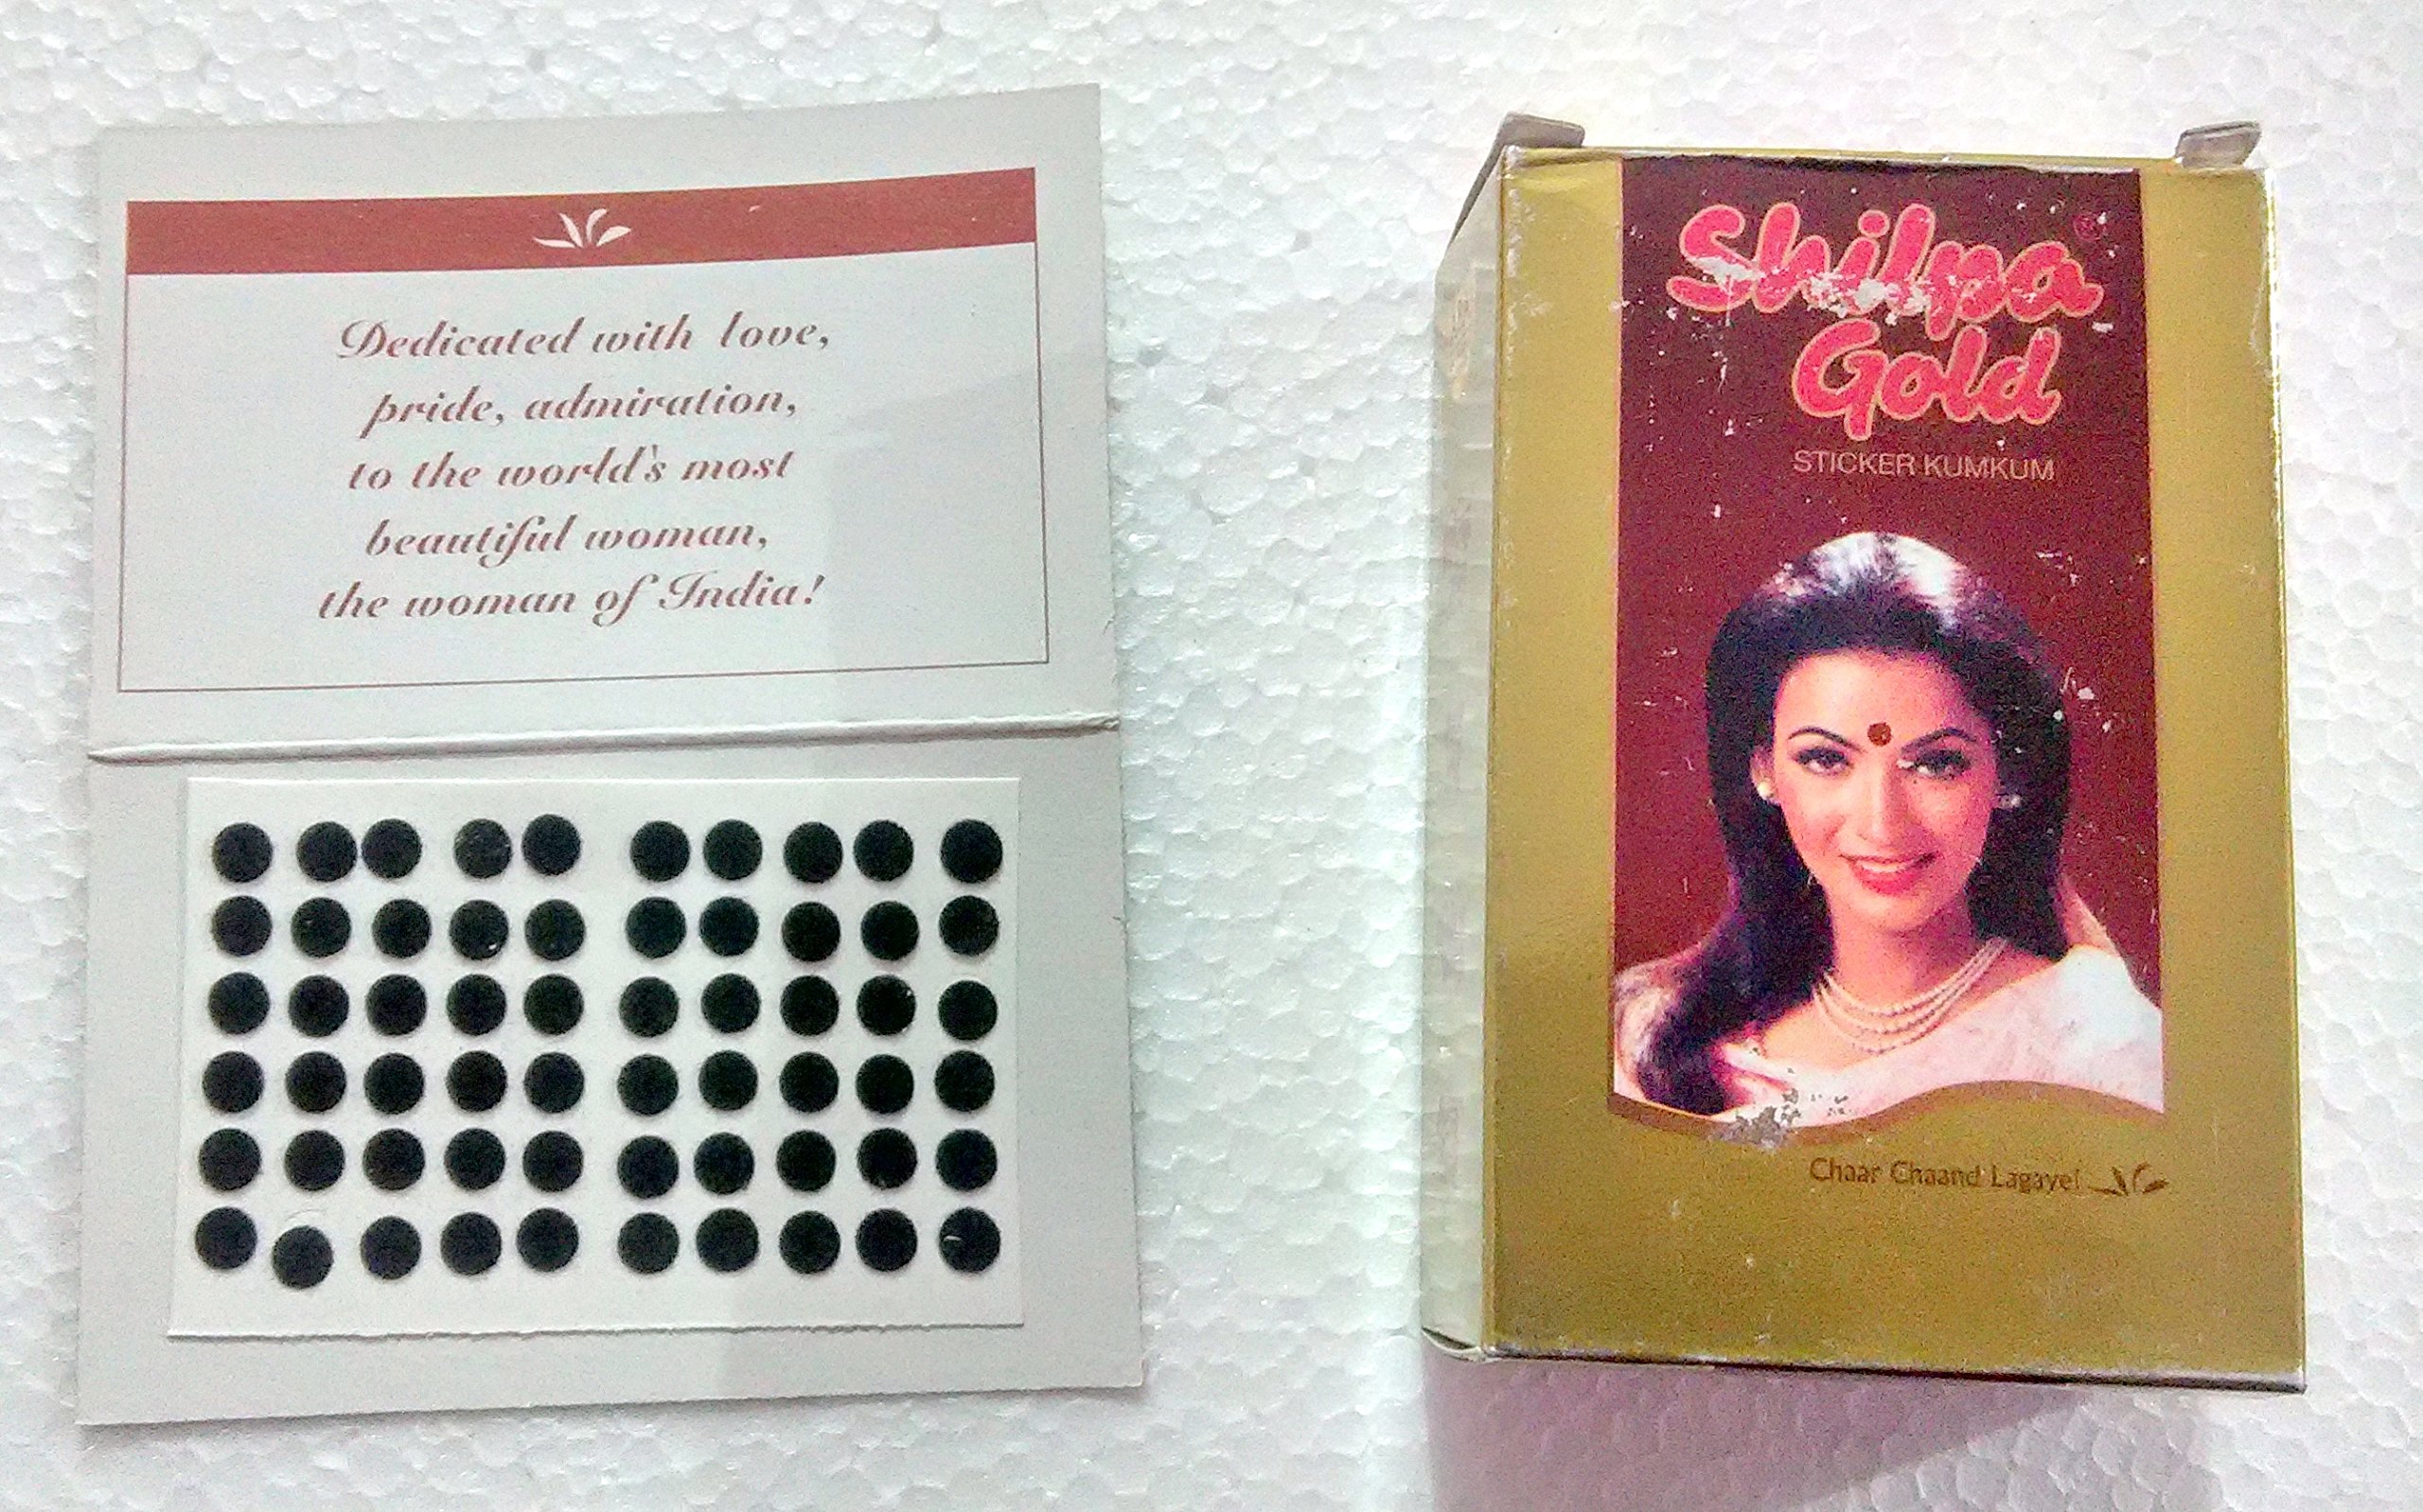 Dedicated with love,
pride, admiration,
to the world's most
beautiful woman,
the woman of India!
Shilpa
Gold
STICKER KUMKUM
Chaar Chaand Lagaye!